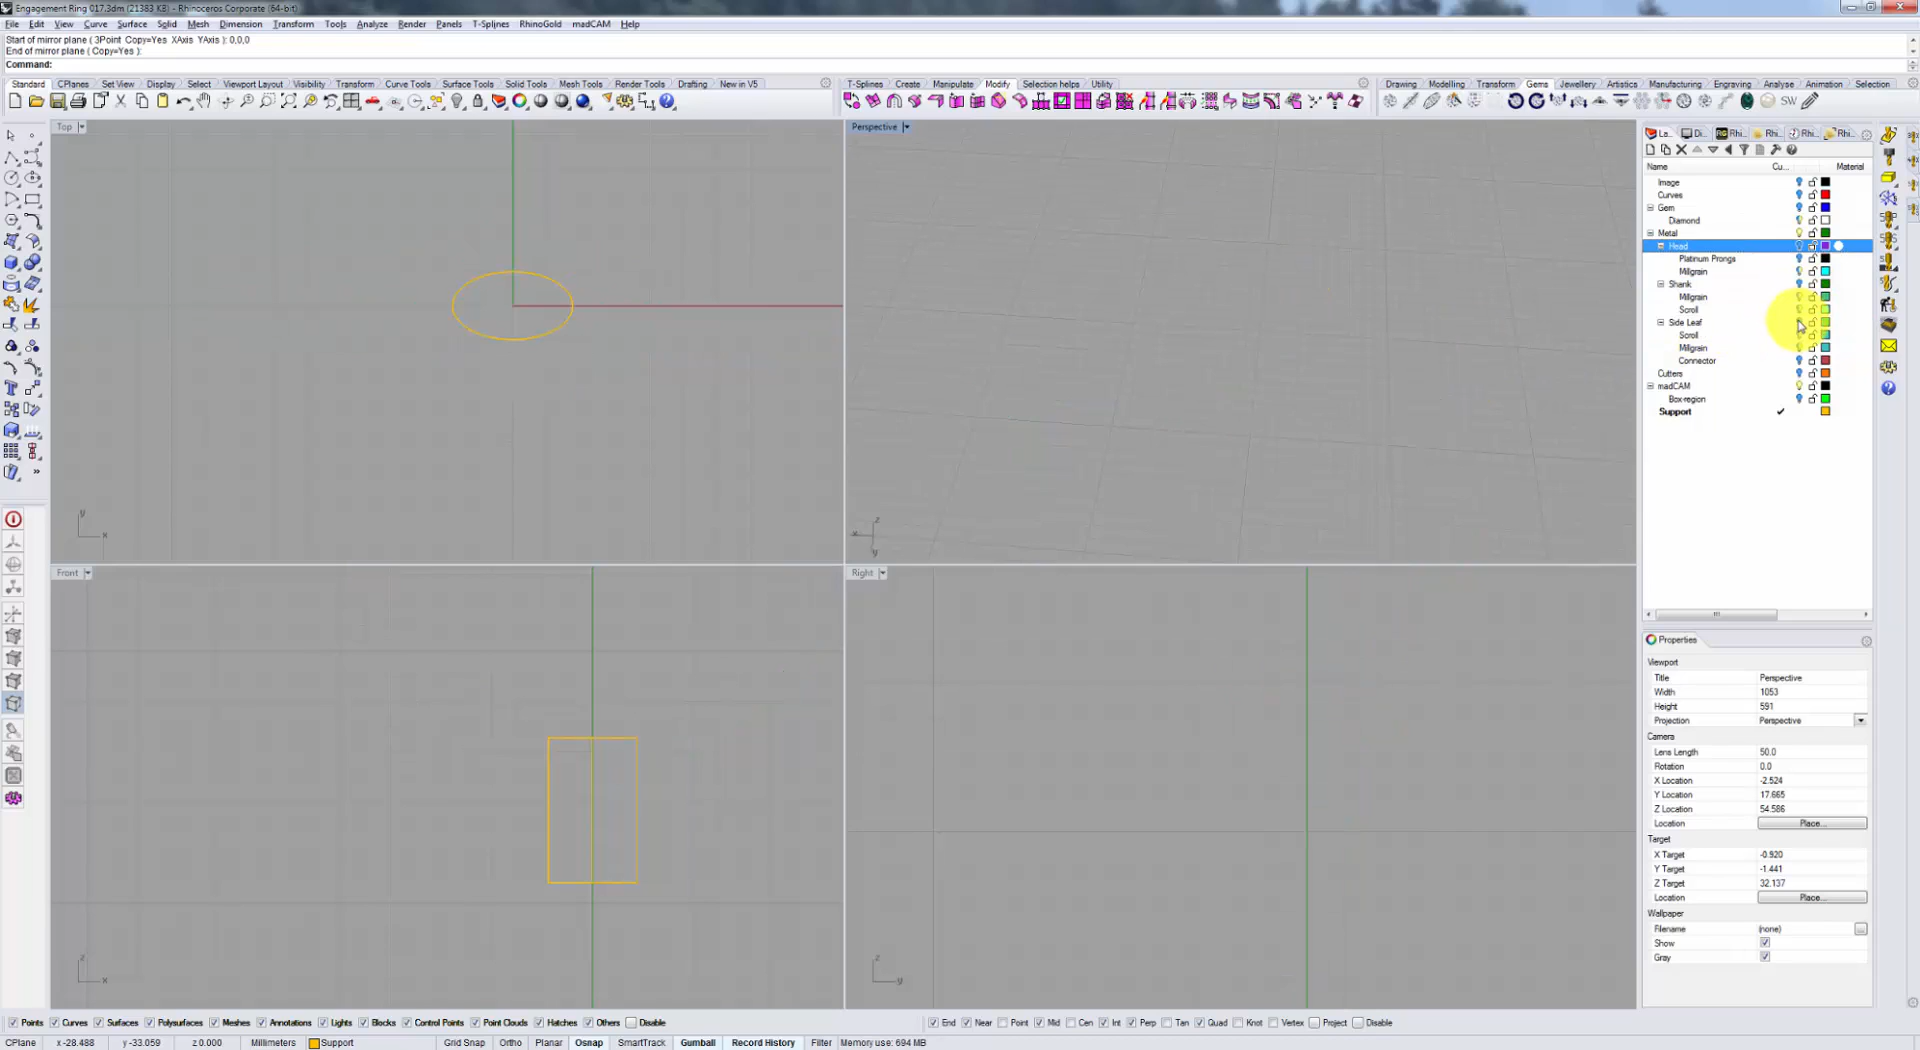 Engagement Ring 017.3dm (21383 KB) - Rhinoceros Corporate (64-bit)
File Edit View Curve Surface Solid Mesh Dimension Transform Tools Analyze Render Panels T-Splines RhinoGold madCAM Help
Start of mirror plane ( 3Point Copy=Yes XAxis YAxis ): 0,0,0
End of mirror plane ( Copy=Yes ):
Command:
Standard CPlanes Set View Display Select Viewport Layout Visibility Transform Curve Tools Surface Tools Solid Tools Mesh Tools Render Tools Drafting New in V5
T-Splines Create Manipulate Modify Selection helps Utility
Drawing Modelling Transform Gems Jewellery Artistics Manufacturing Engraving Analyse Animation Selection
SW
Top
Perspective
La... Di... Rhi... Rhi... Rhi... Rhi...
Name Cu... Material
Image
Curves
Gem
Diamond
Metal
Head
Platinum Prongs
Millgrain
Shank
Millgrain
Scroll
Side Leaf
Scroll
Millgrain
Connector
Cutters
madCAM
Box-region
Support
y
x
z
x
y
Front
Right
z
x
z
y
Properties
Viewport
Title Perspective
Width 1053
Height 591
Projection Perspective
Camera
Lens Length 50.0
Rotation 0.0
X Location -2.524
Y Location 17.665
Z Location 54.586
Location Place...
Target
X Target -0.920
Y Target -1.441
Z Target 32.137
Location Place...
Wallpaper
Filename (none) ...
Show
Gray
Points Curves Surfaces Polysurfaces Meshes Annotations Lights Blocks Control Points Point Clouds Hatches Others Disable
End Near Point Mid Cen Int Perp Tan Quad Knot Vertex Project Disable
CPlane x -28.488 y -33.059 z 0.000 Millimeters Support Grid Snap Ortho Planar Osnap SmartTrack Gumball Record History Filter Memory use: 694 MB